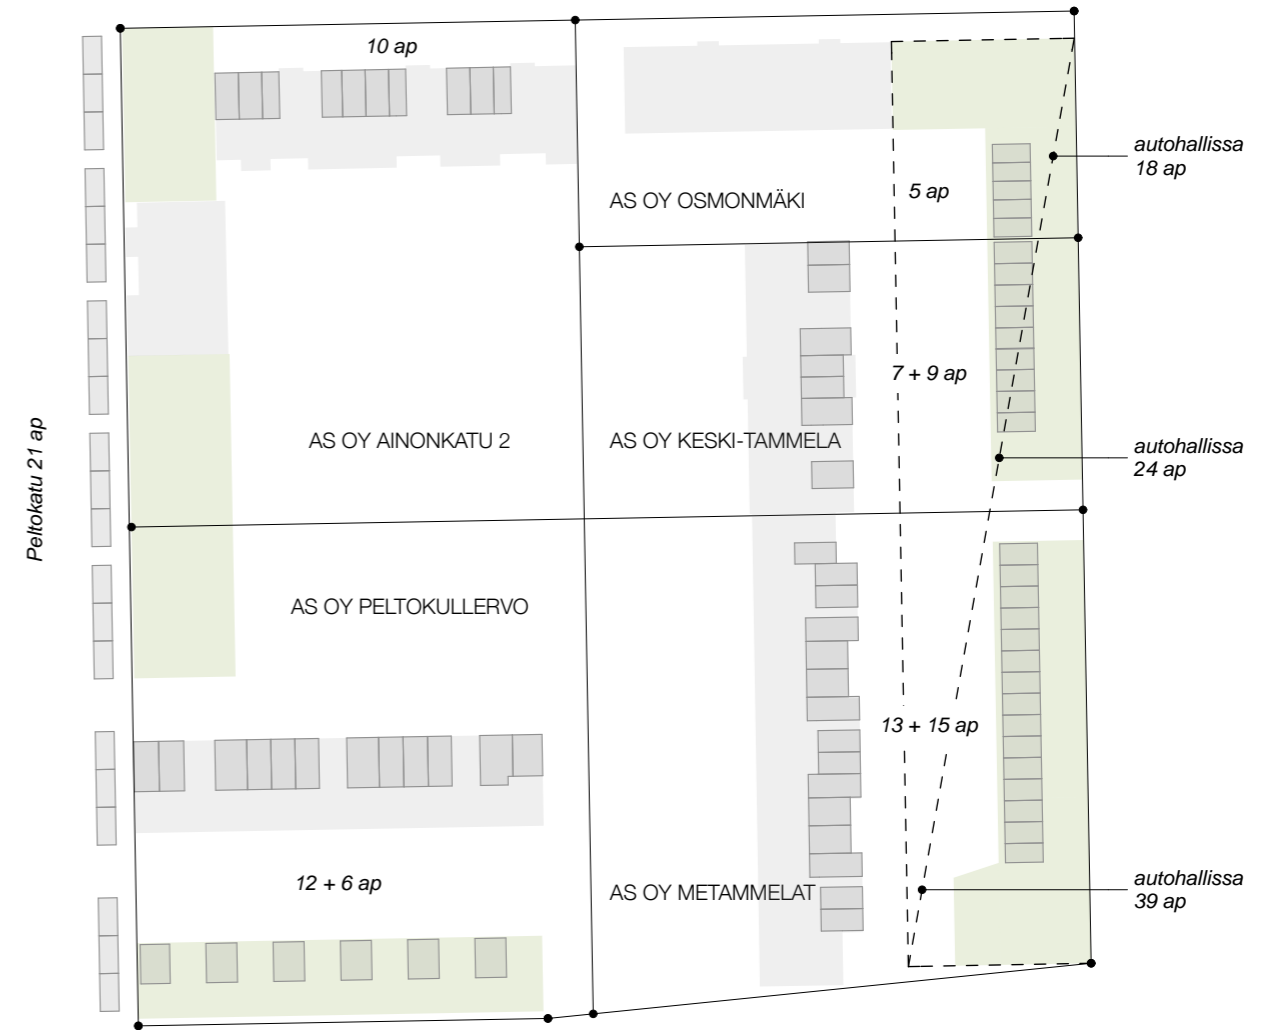 10 ap
autohallissa
18 ap
5 ap
AS OY OSMONMÄKI
7 + 9 ap
AS OY AINONKATU 2
AS OY KESKI-TAMMELA
autohallissa
24 ap
Peltokatu 21 ap
AS OY PELTOKULLERVO
13 + 15 ap
12 + 6 ap
AS OY METAMMELAT
autohallissa
39 ap